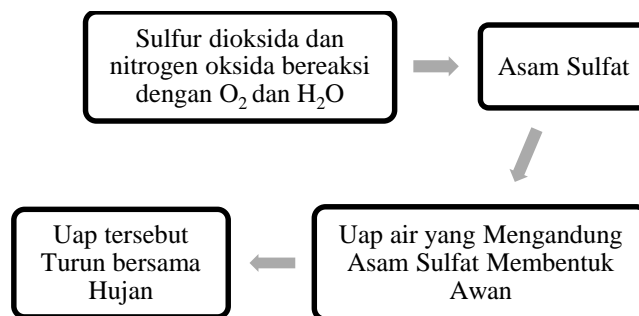 Sulfur dioksida dan
nitrogen oksida bereaksi
dengan O₂ dan H₂O
Asam Sulfat
Uap air yang Mengandung
Asam Sulfat Membentuk
Awan
Uap tersebut
Turun bersama
Hujan